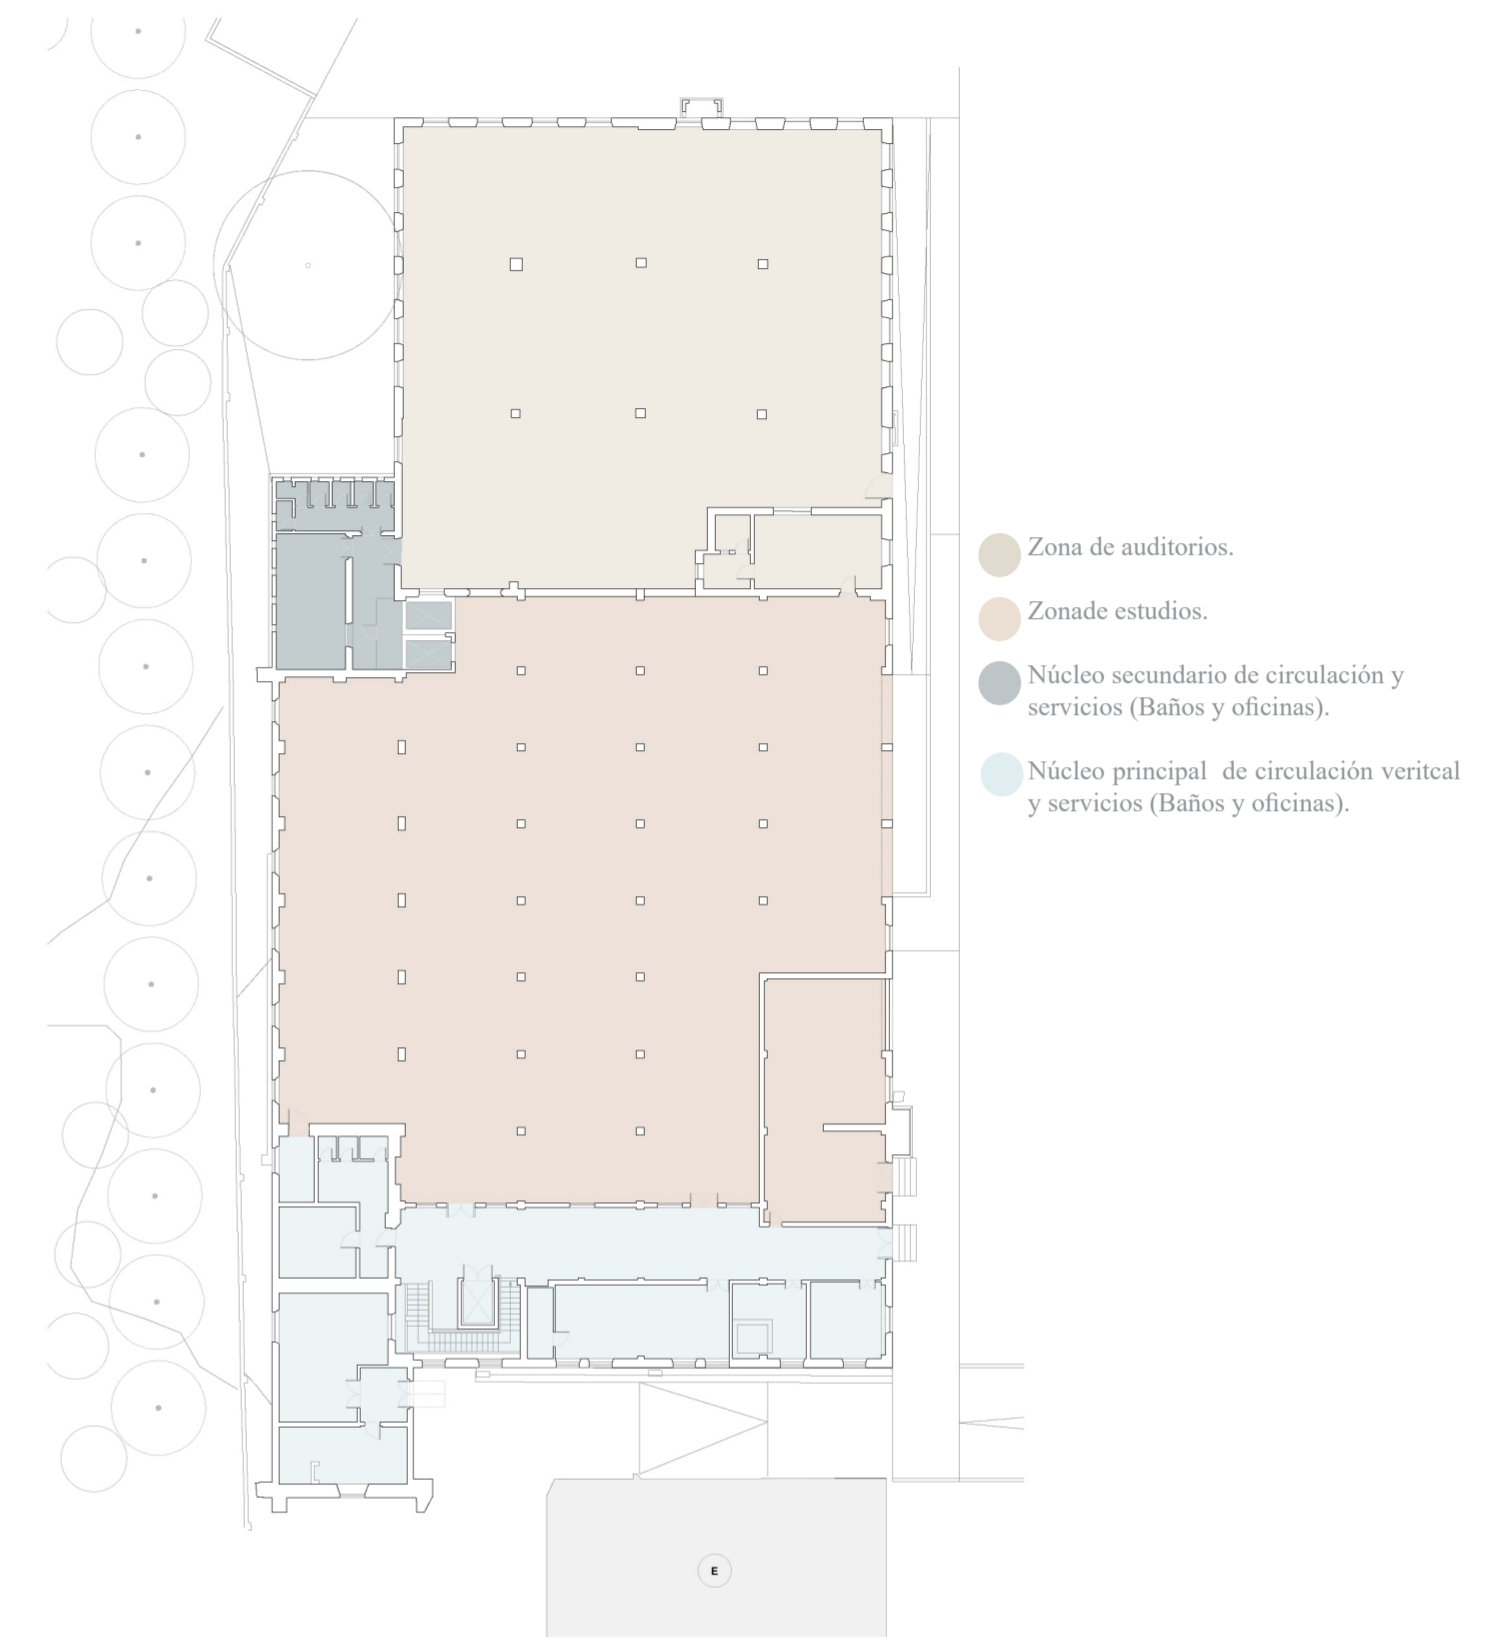 Zona de auditorios.
Zonade estudios.
Núcleo secundario de circulación y
servicios (Baños y oficinas).
Núcleo principal  de circulación veritcal
y servicios (Baños y oficinas).
E